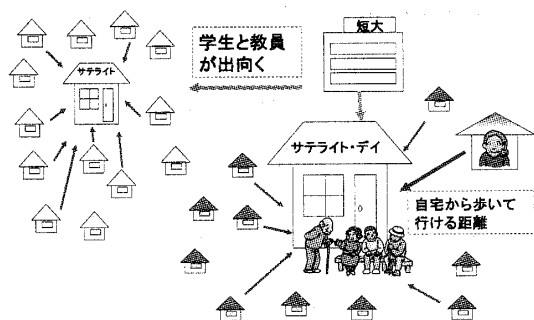 短大
学生と教員
が出向く
サテライト
サテライト・デイ
自宅から歩いて
行ける距離